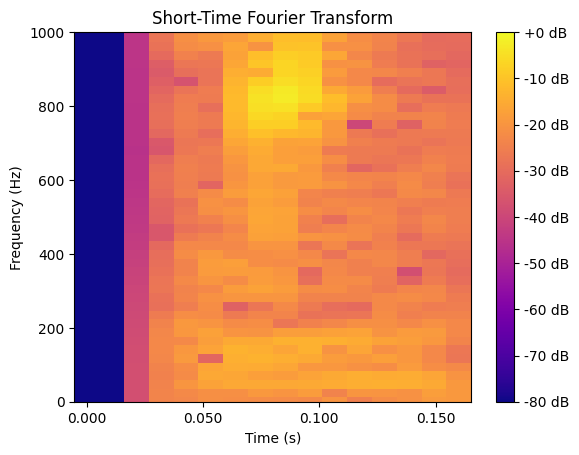 Short-Time Fourier Transform
1000
800
600
400
200
0
Frequency (Hz)
0.000
0.050
0.100
0.150
Time (s)
+0 dB
-10 dB
-20 dB
-30 dB
-40 dB
-50 dB
-60 dB
-70 dB
-80 dB